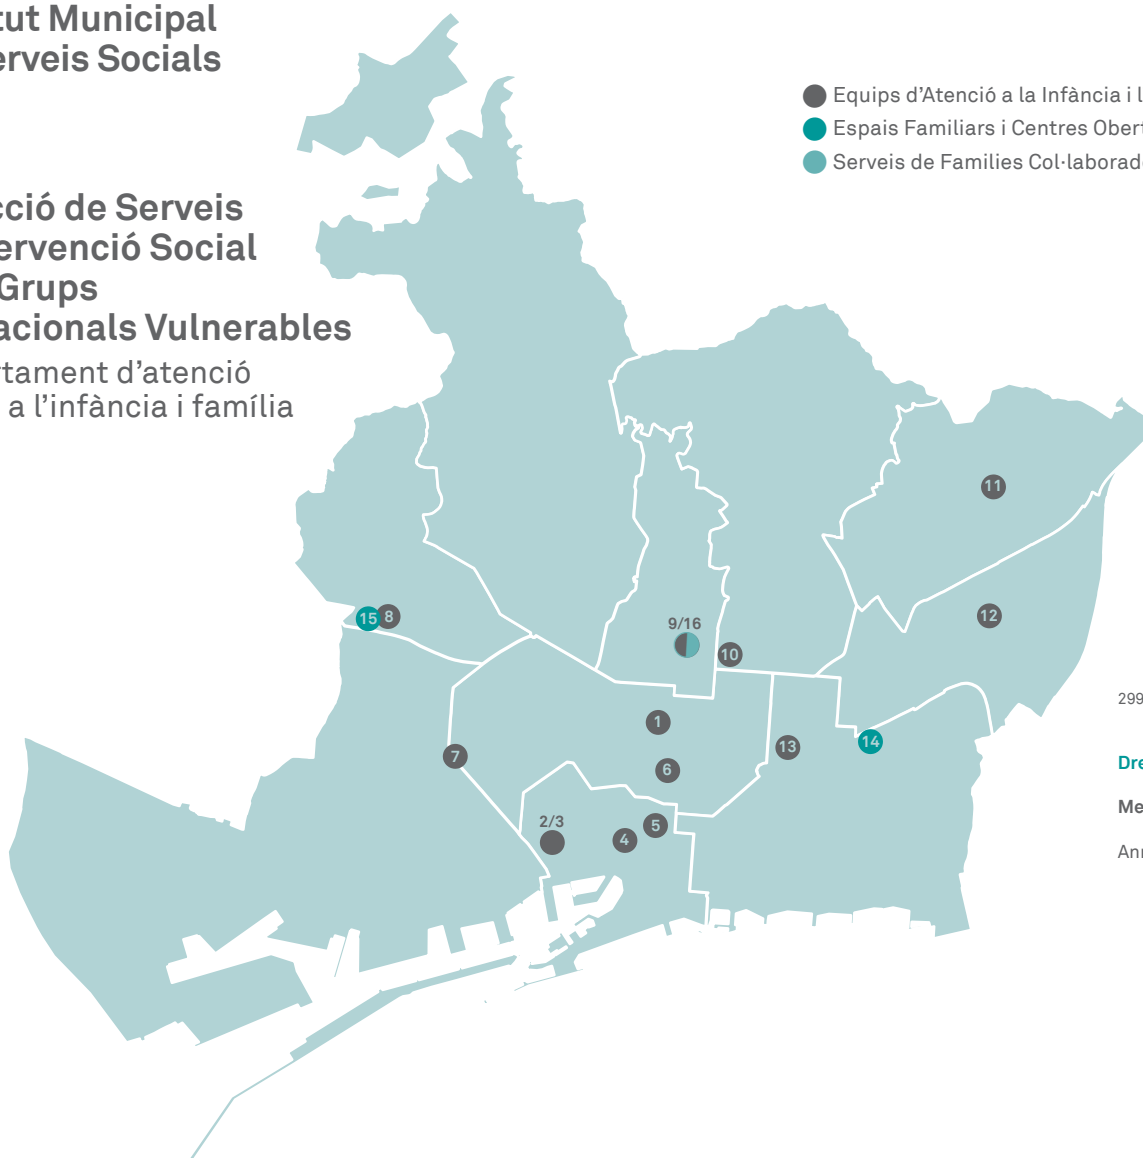 tut Municipal
erveis Socials
cció de Serveis
ervenció Social
Grups
acionals Vulnerables
rtament d'atenció
a l'infància i família
Equips d'Atenció a la Infància i l
Espais Familiars i Centres Obert
Serveis de Families Col·laborad
11
12
15
8
9/16
10
1
13
14
7
6
2/3
5
4
299
Dre
Me
Ann